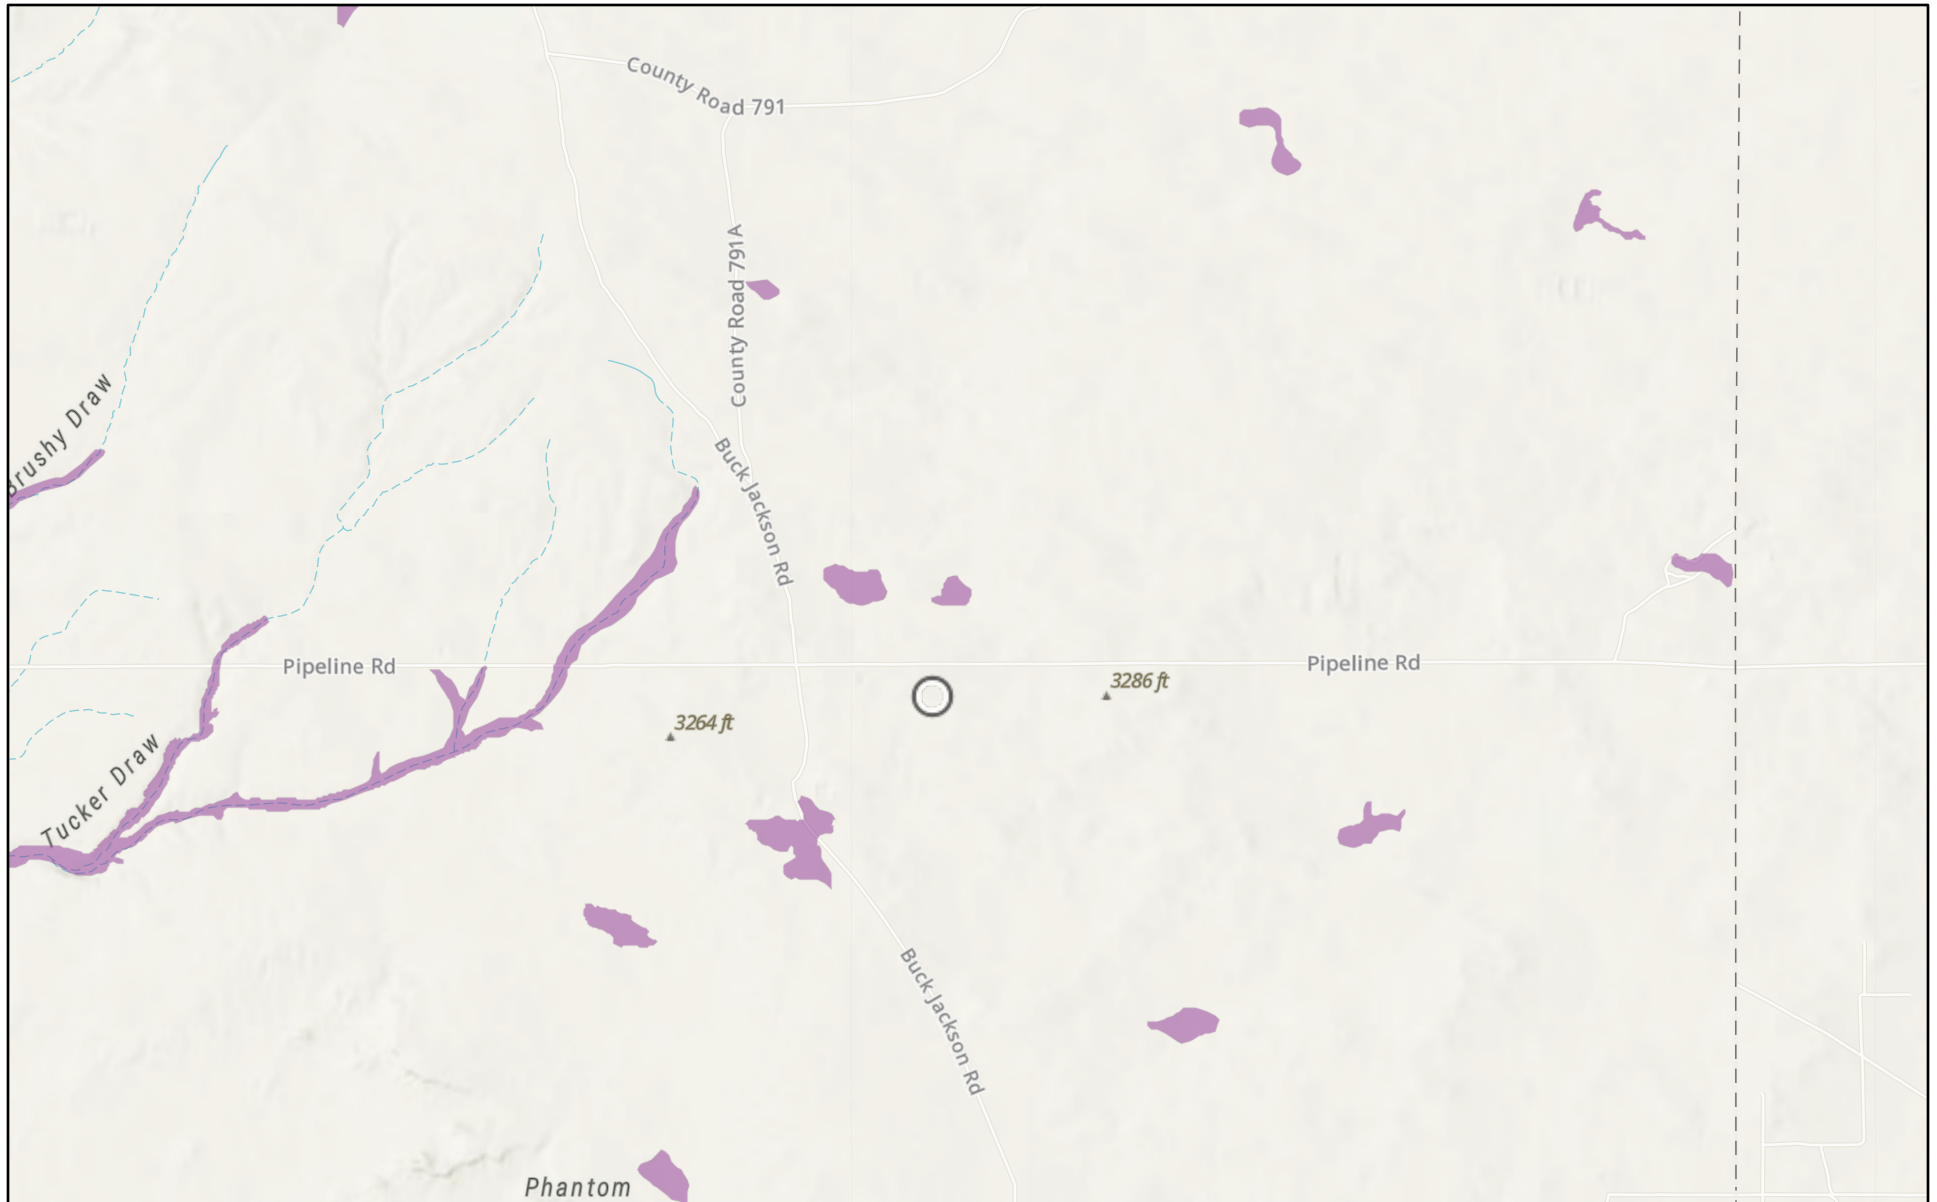 County Road 791
County Road 791A
Brushy Draw
Buck Jackson Rd
Pipeline Rd
Pipeline Rd
3286 ft
3264 ft
Tucker Draw
Buck Jackson Rd
Phantom